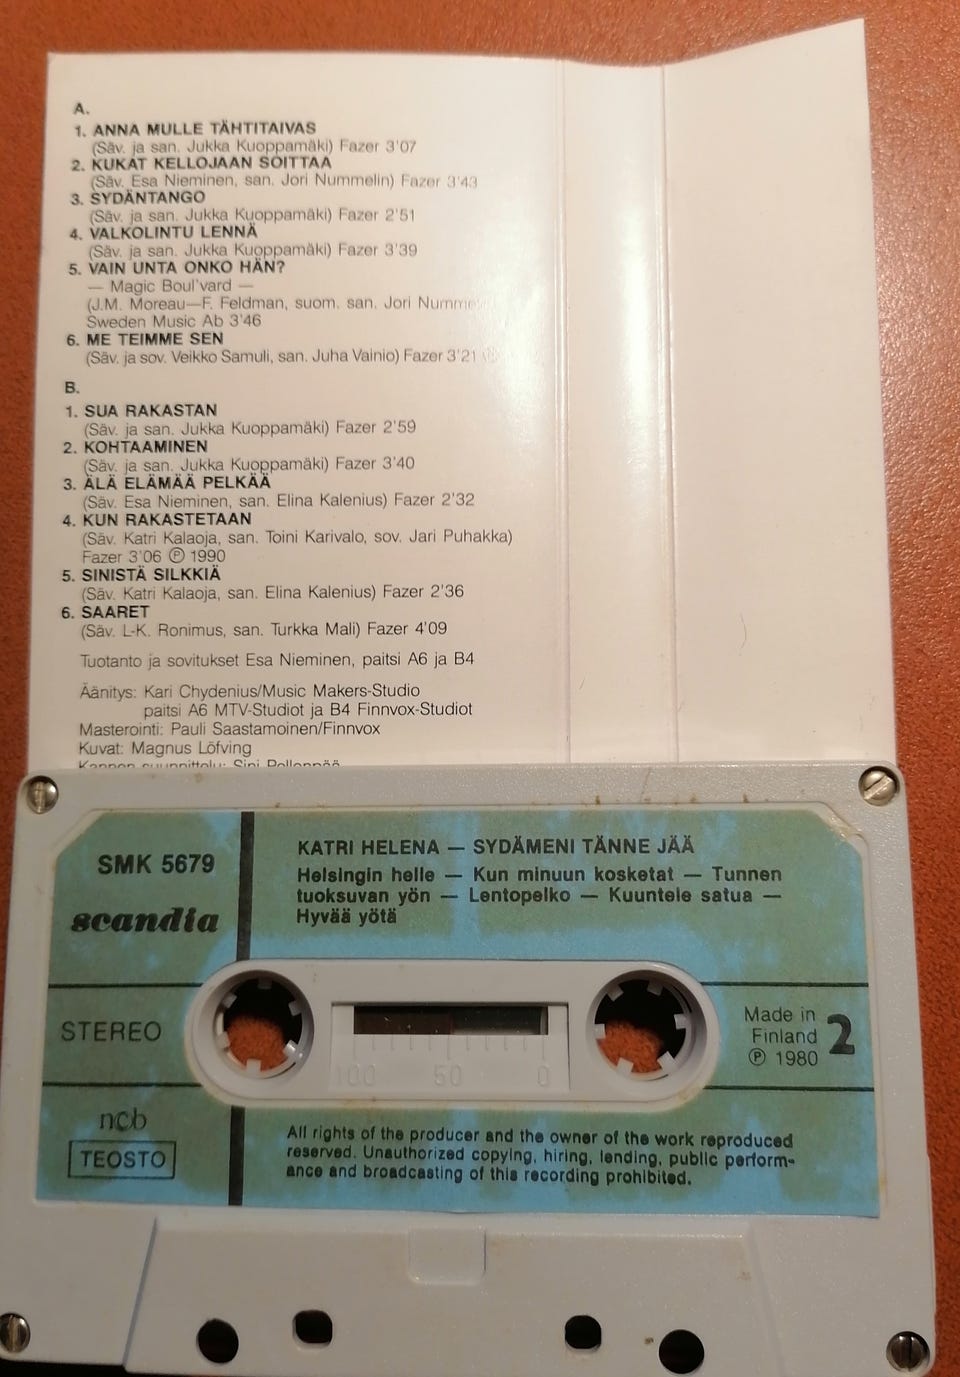 A.
1. ANNA MULLE TÄHTITAIVAS
(Säv. ja san. Jukka Kuoppamäki) Fazer 3'07
2. KUKAT KELLOJAAN SOITTAA
(Säv. Esa Nieminen, san. Jori Nummelin) Fazer 3'43
3. SYDÄNTANGO
(Säv. ja san. Jukka Kuoppamäki) Fazer 2'51
4. VALKOLINTU LENNÄ
(Säv. ja san. Jukka Kuoppamäki) Fazer 3'39
5. VAIN UNTA ONKO HÄN?
— Magic Boul'vard —
(J.M. Moreau—F. Feldman, suom. san. Jori
Sweden Music Ab 3'46
6. ME TEIMME SEN
(Säv. ja sov. Veikko Samuli, san. Juha Vainio) Fazer 3'21
B.
1. SUA RAKASTAN
(Säv. ja san. Jukka Kuoppamäki) Fazer 2'59
2. KOHTAAMINEN
(Säv. ja san. Jukka Kuoppamäki) Fazer 3'40
3. ÄLÄ ELÄMÄÄ PELKÄÄ
(Säv. Esa Nieminen, san. Elina Kalenius) Fazer 2'32
4. KUN RAKASTETAAN
(Säv. Katri Kalaoja, san. Toini Karivalo, sov. Jari Puhakka)
Fazer 3'06 Ⓟ 1990
5. SINISTÄ SILKKIÄ
(Säv. Katri Kalaoja, san. Elina Kalenius) Fazer 2'36
6. SAARET
(Säv. L-K. Ronimus, san. Turkka Mali) Fazer 4'09
Tuotanto ja sovitukset Esa Nieminen, paitsi A6 ja B4
Äänitys: Kari Chydenius/Music Makers-Studio
paitsi A6 MTV-Studiot ja B4 Finnvox-Studiot
Masterointi: Pauli Saastamoinen/Finnvox
Kuvat: Magnus Löfving
Kannen suunnittelu: Sini
SMK 5679
scandia
KATRI HELENA — SYDÄMENI TÄNNE JÄÄ
Helsingin helle — Kun minuun kosketat — Tunnen
tuoksuvan yön — Lentopelko — Kuuntele satua —
Hyvää yötä
STEREO
100 50 0
Made in
Finland
Ⓟ 1980
2
ncb
TEOSTO
All rights of the producer and the owner of the work reproduced
reserved. Unauthorized copying, hiring, lending, public perform-
ance and broadcasting of this recording prohibited.